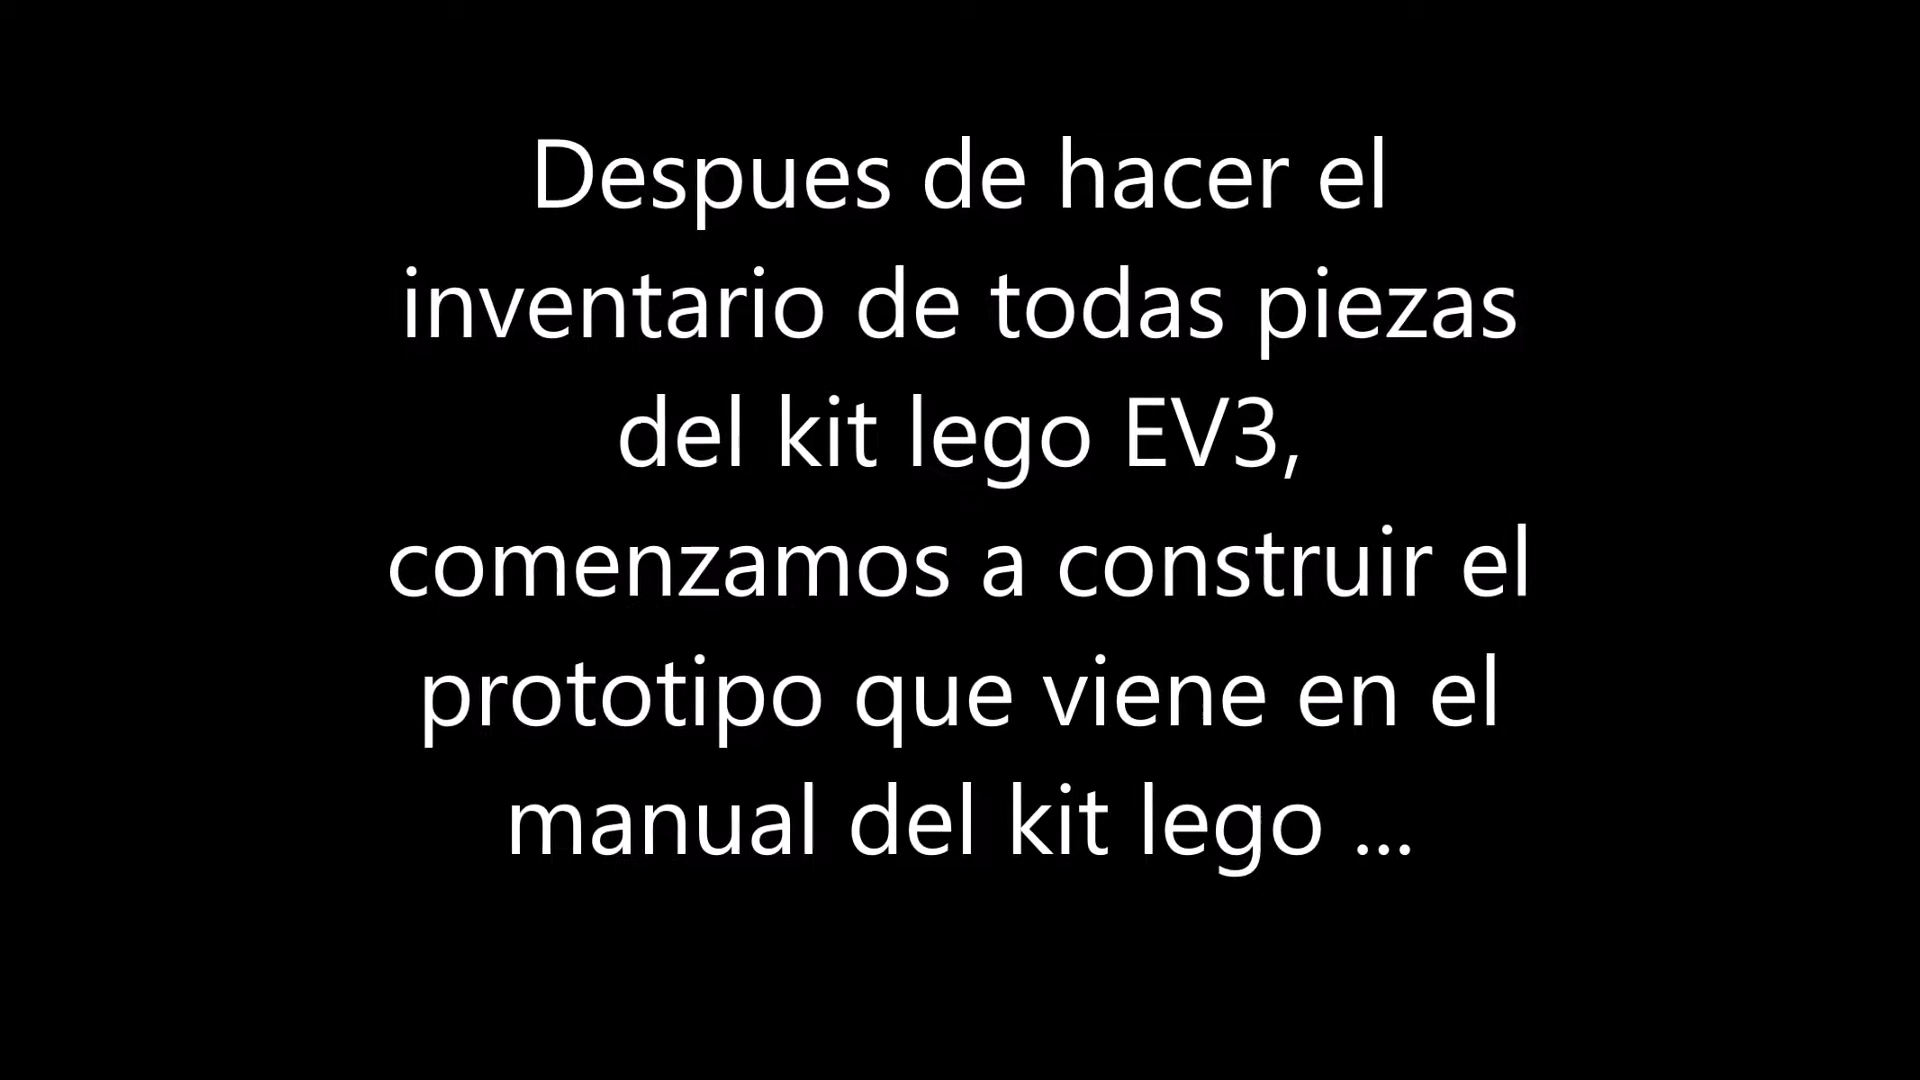 Despues de hacer el
inventario de todas piezas
del kit lego EV3,
comenzamos a construir el
prototipo que viene en el
manual del kit lego ...